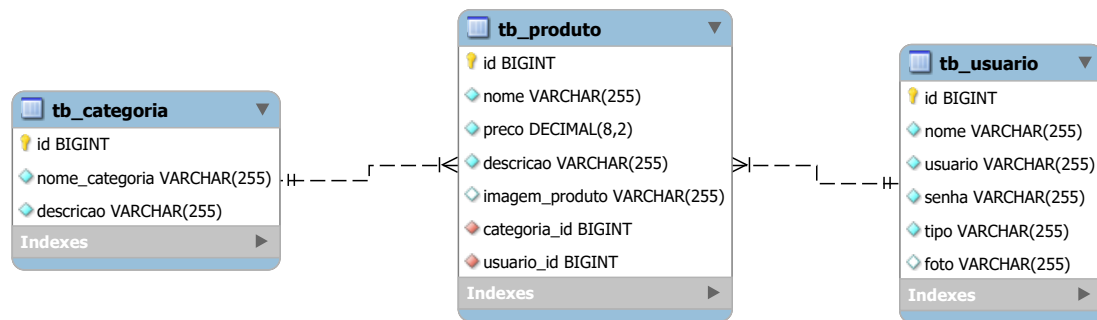 tb_categoria
id BIGINT
nome_categoria VARCHAR(255)
descricao VARCHAR(255)
Indexes
tb_produto
id BIGINT
nome VARCHAR(255)
preco DECIMAL(8,2)
descricao VARCHAR(255)
imagem_produto VARCHAR(255)
categoria_id BIGINT
usuario_id BIGINT
Indexes
tb_usuario
id BIGINT
nome VARCHAR(255)
usuario VARCHAR(255)
senha VARCHAR(255)
tipo VARCHAR(255)
foto VARCHAR(255)
Indexes